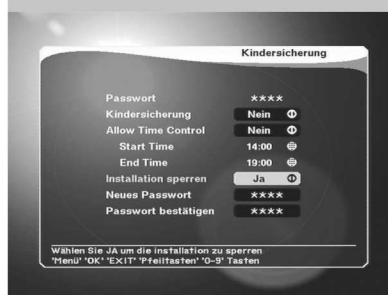 Kindersicherung
Passwort ****
Kindersicherung Nein
Allow Time Control Nein
Start Time 14:00
End Time 19:00
Installation sperren Ja
Neues Passwort ****
Passwort bestätigen ****
Wählen Sie JA um die installation zu sperren
'Menü' 'OK' 'EXIT' 'Pfeiltasten' '0-9' Tasten